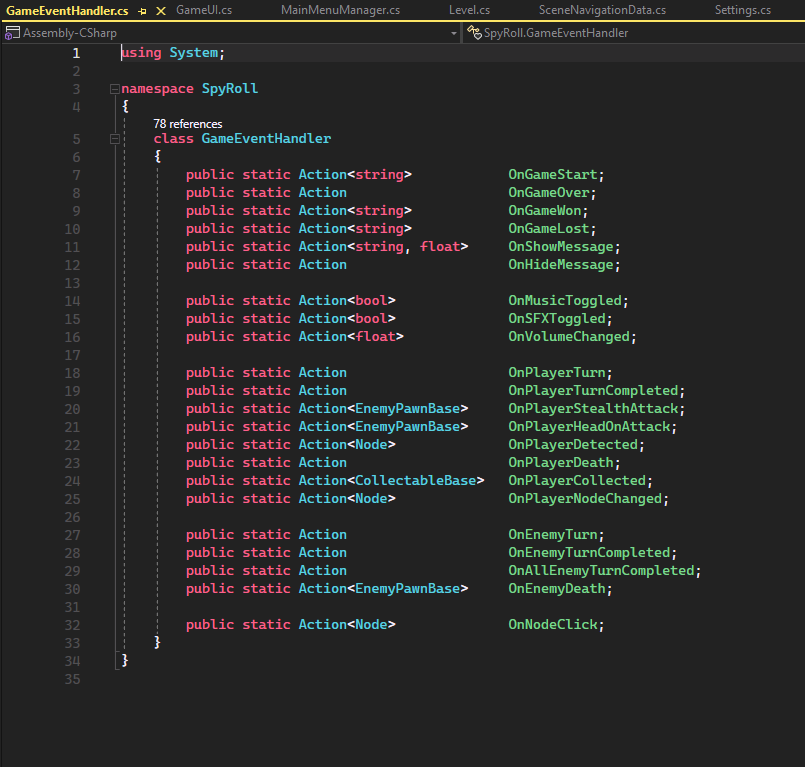 GameEventHandler.cs GameUI.cs MainMenuManager.cs Level.cs SceneNavigationData.cs Settings.cs
Assembly-CSharp SpyRoll.GameEventHandler
1 using System;
2
3 namespace SpyRoll
4 {
78 references
5 class GameEventHandler
6 {
7 public static Action<string> OnGameStart;
8 public static Action OnGameOver;
9 public static Action<string> OnGameWon;
10 public static Action<string> OnGameLost;
11 public static Action<string, float> OnShowMessage;
12 public static Action OnHideMessage;
13
14 public static Action<bool> OnMusicToggled;
15 public static Action<bool> OnSFXToggled;
16 public static Action<float> OnVolumeChanged;
17
18 public static Action OnPlayerTurn;
19 public static Action OnPlayerTurnCompleted;
20 public static Action<EnemyPawnBase> OnPlayerStealthAttack;
21 public static Action<EnemyPawnBase> OnPlayerHeadOnAttack;
22 public static Action<Node> OnPlayerDetected;
23 public static Action OnPlayerDeath;
24 public static Action<CollectableBase> OnPlayerCollected;
25 public static Action<Node> OnPlayerNodeChanged;
26
27 public static Action OnEnemyTurn;
28 public static Action OnEnemyTurnCompleted;
29 public static Action OnAllEnemyTurnCompleted;
30 public static Action<EnemyPawnBase> OnEnemyDeath;
31
32 public static Action<Node> OnNodeClick;
33 }
34 }
35